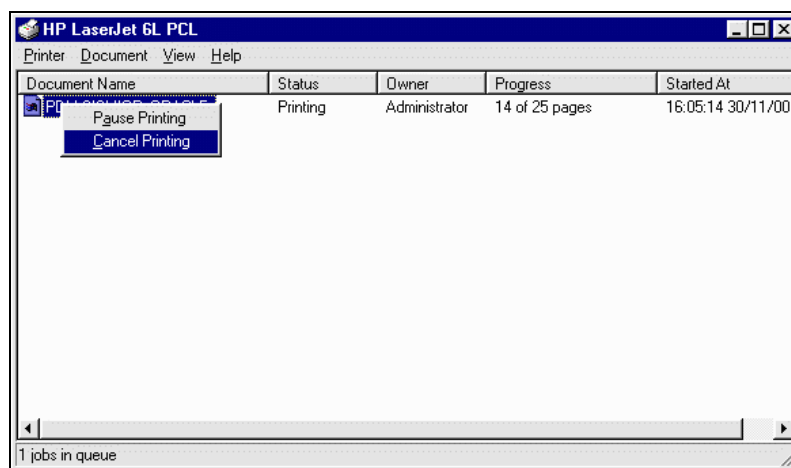 HP LaserJet 6L PCL
Printer Document View Help
Document Name Status Owner Progress Started At
Printing Administrator 14 of 25 pages 16:05:14 30/11/00
Pause Printing
Cancel Printing
1 jobs in queue